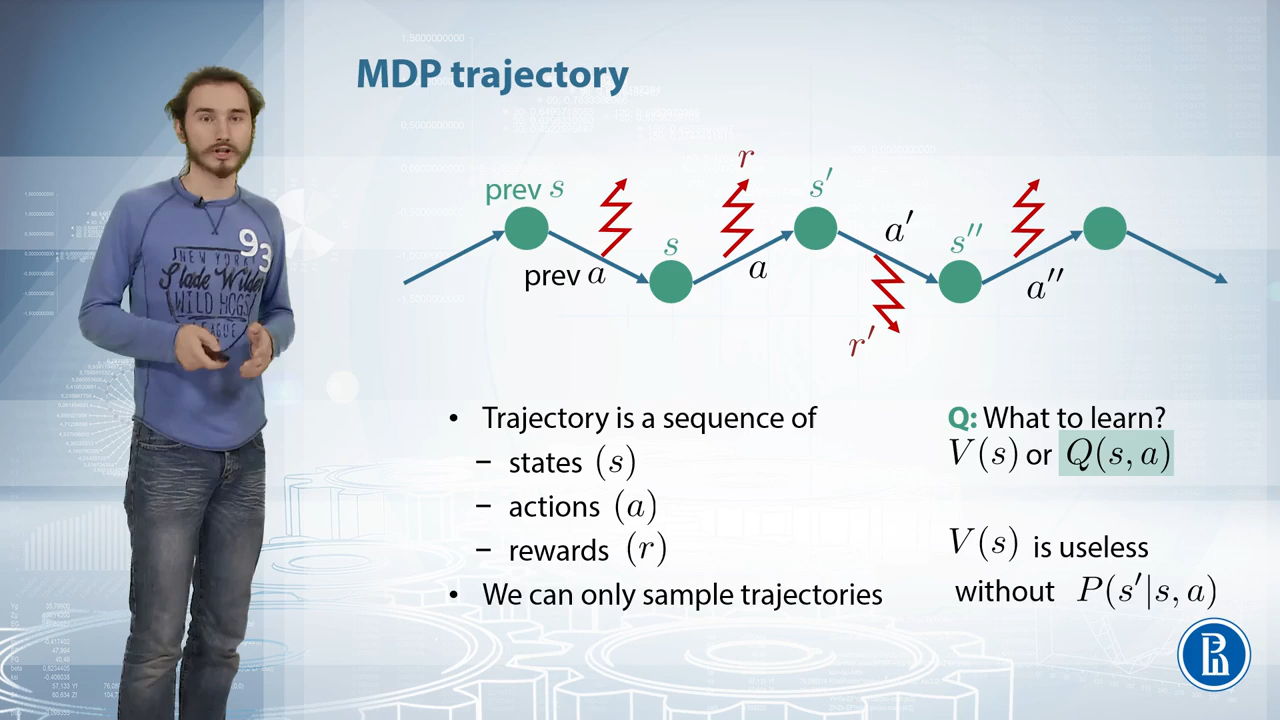 MDP trajectory
r
prev s
s'
s
a'
s''
prev a
a
a''
r'
93
NEW YORK
Slade Wilder
WILD HOGS
LEAGUE
• Trajectory is a sequence of
– states (s)
– actions (a)
– rewards (r)
• We can only sample trajectories
Q: What to learn?
V(s) or Q(s, a)
V(s) is useless
without P(s'|s, a)